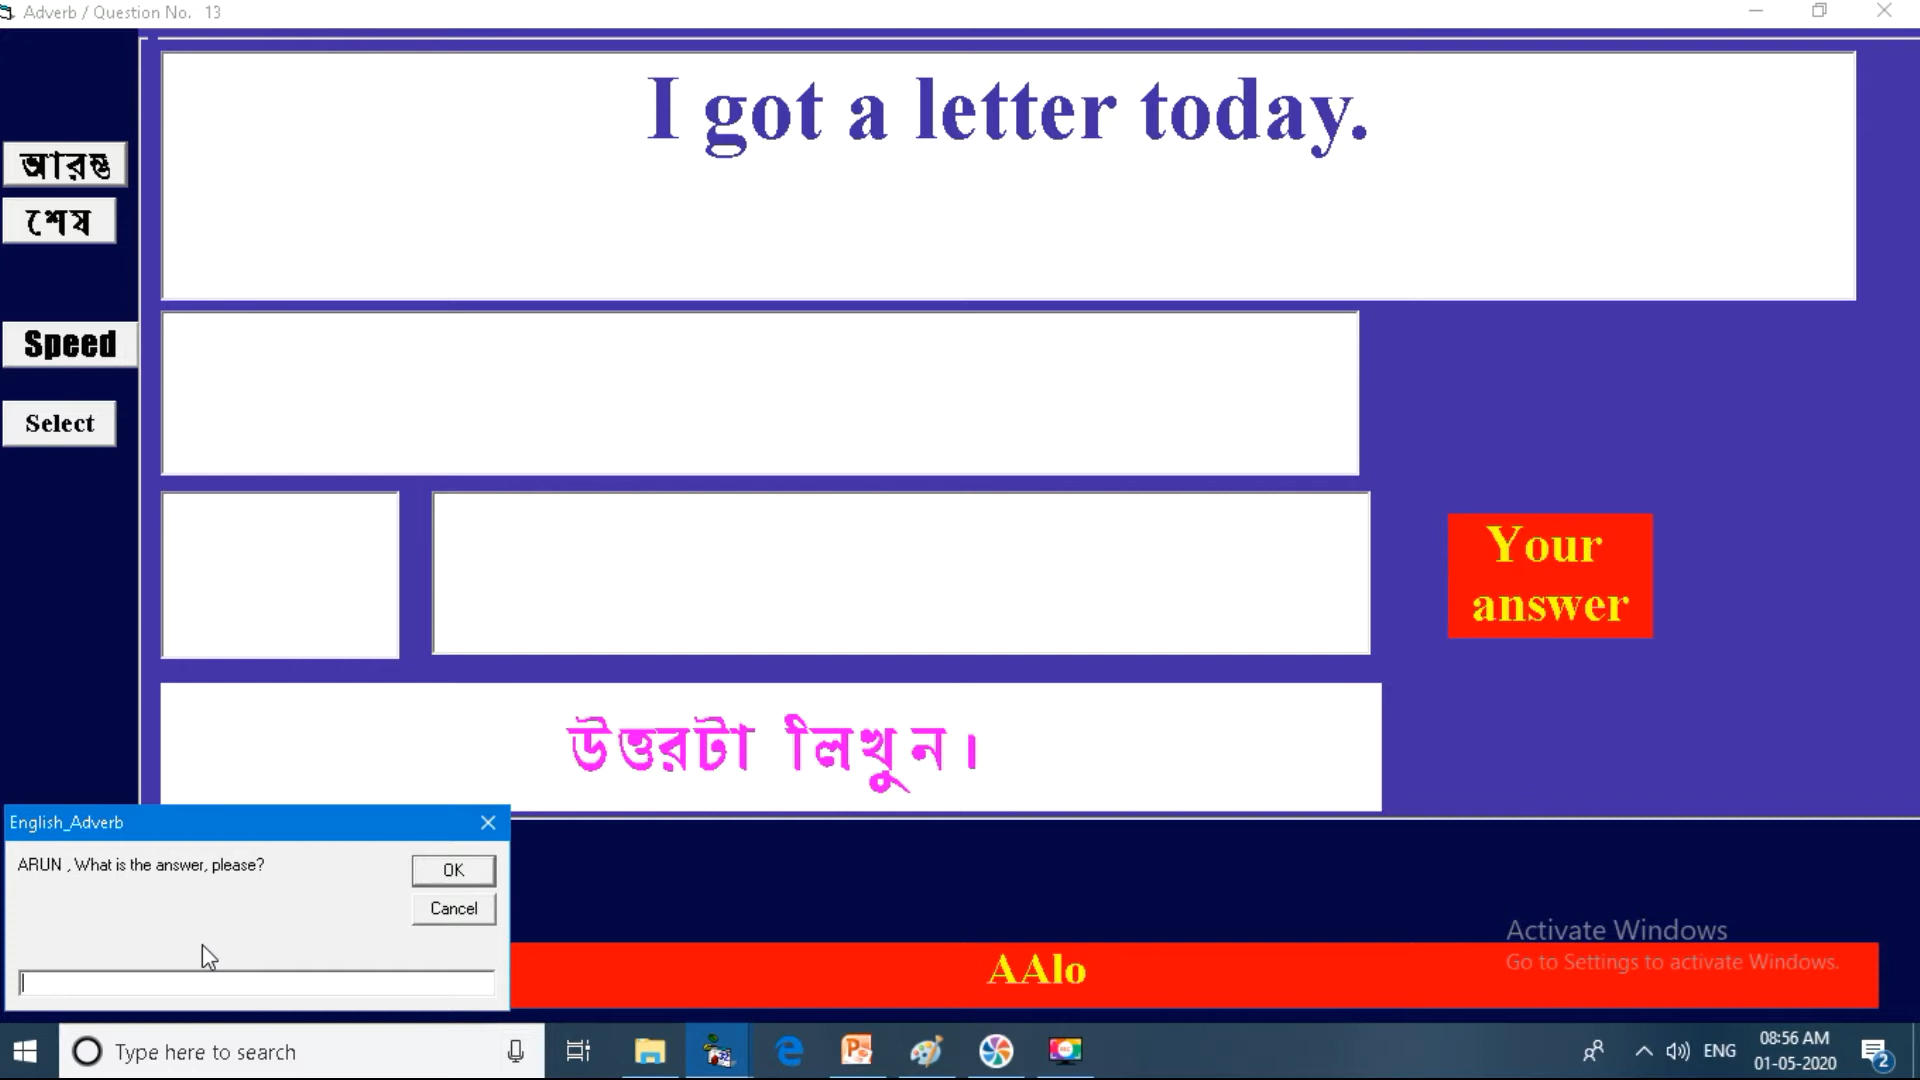 Adverb / Question No. 13
I got a letter today.
আরম্ভ
শেষ
Speed
Select
Your
answer
উত্তরটা লিখুন।
English_Adverb
ARUN , What is the answer, please?
OK
Cancel
Activate Windows
Go to Settings to activate Windows.
AAlo
Type here to search
ENG
08:56 AM
01-05-2020
2